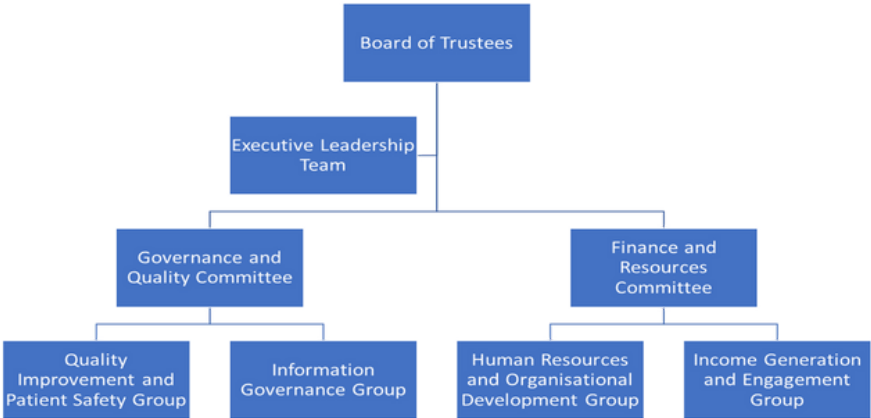 Board of Trustees
Executive Leadership
Team
Governance and
Quality Committee
Finance and
Resources
Committee
Quality
Improvement and
Patient Safety Group
Information
Governance Group
Human Resources
and Organisational
Development Group
Income Generation
and Engagement
Group